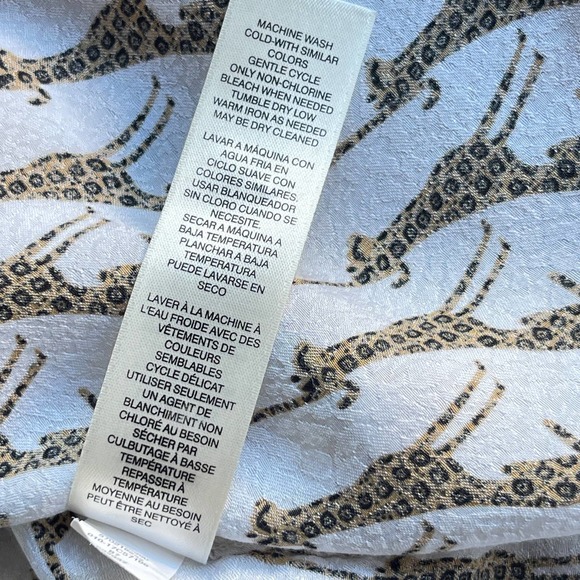 MACHINE WASH
COLD-WITH SIMILAR
COLORS
GENTLE CYCLE
ONLY NON-CHLORINE
BLEACH WHEN NEEDED
TUMBLE DRY LOW
WARM IRON AS NEEDED
MAY BE DRY CLEANED
LAVAR A MÁQUINA CON
AGUA FRIA EN
CICLO SUAVE CON
COLORES SIMILARES.
USAR BLANQUEADOR
SIN CLORO CUANDO SE
NECESITE.
SECAR A MÁQUINA A
BAJA TEMPERATURA
PLANCHAR A BAJA
TEMPERATURA
PUEDE LAVARSE EN
SECO
LAVER À LA MACHINE À
L'EAU FROIDE AVEC DES
VÊTEMENTS DE
COULEURS
SEMBLABLES
CYCLE DÉLICAT
UTILISER SEULEMENT
UN AGENT DE
BLANCHIMENT NON
CHLORÉ AU BESOIN
SÉCHER PAR
CULBUTAGE À BASSE
TEMPÉRATURE
REPASSER À
TEMPÉRATURE
MOYENNE AU BESOIN
PEUT ÊTRE NETTOYÉ À
SEC